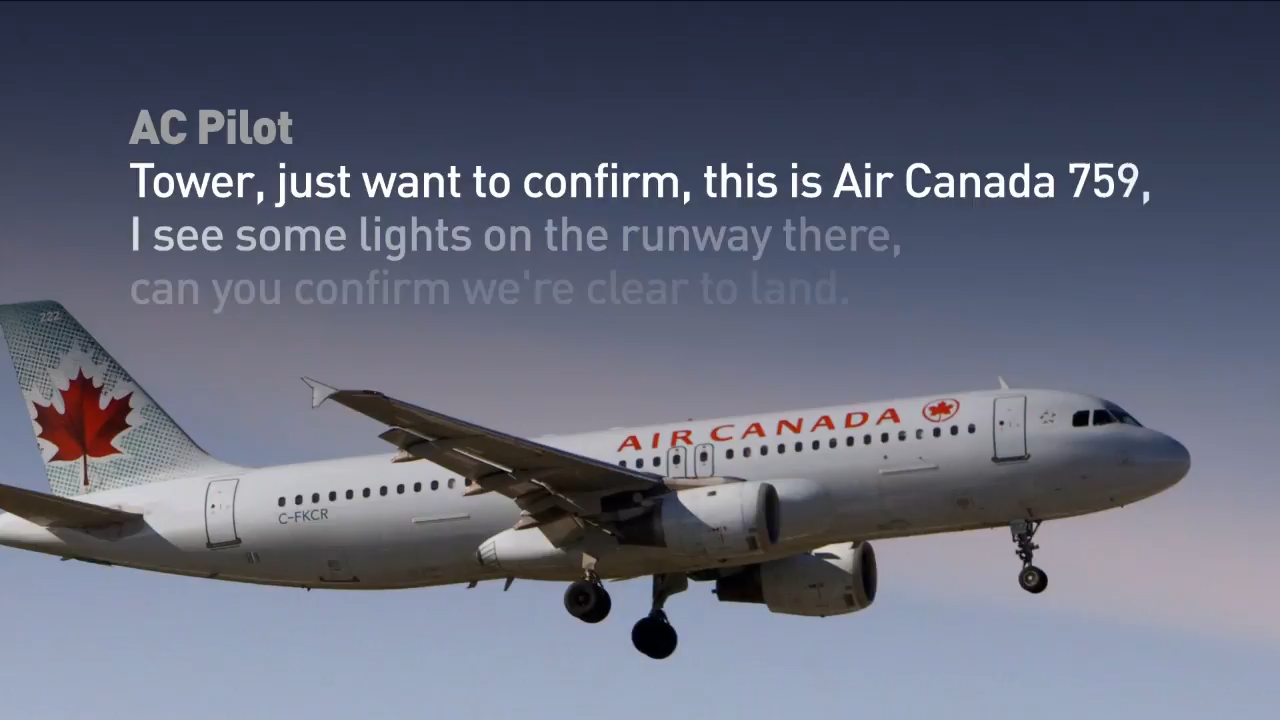 AC Pilot
Tower, just want to confirm, this is Air Canada 759,
I see some lights on the runway there,
can you confirm we're clear to land.
AIR CANADA
C-FKCR